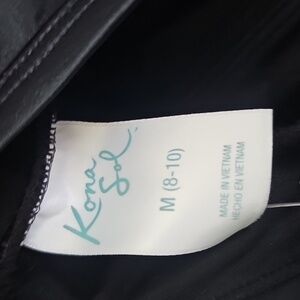 Kona
Sol
M (8-10)
MADE IN VIETNAM
HECHO EN VIETNAM